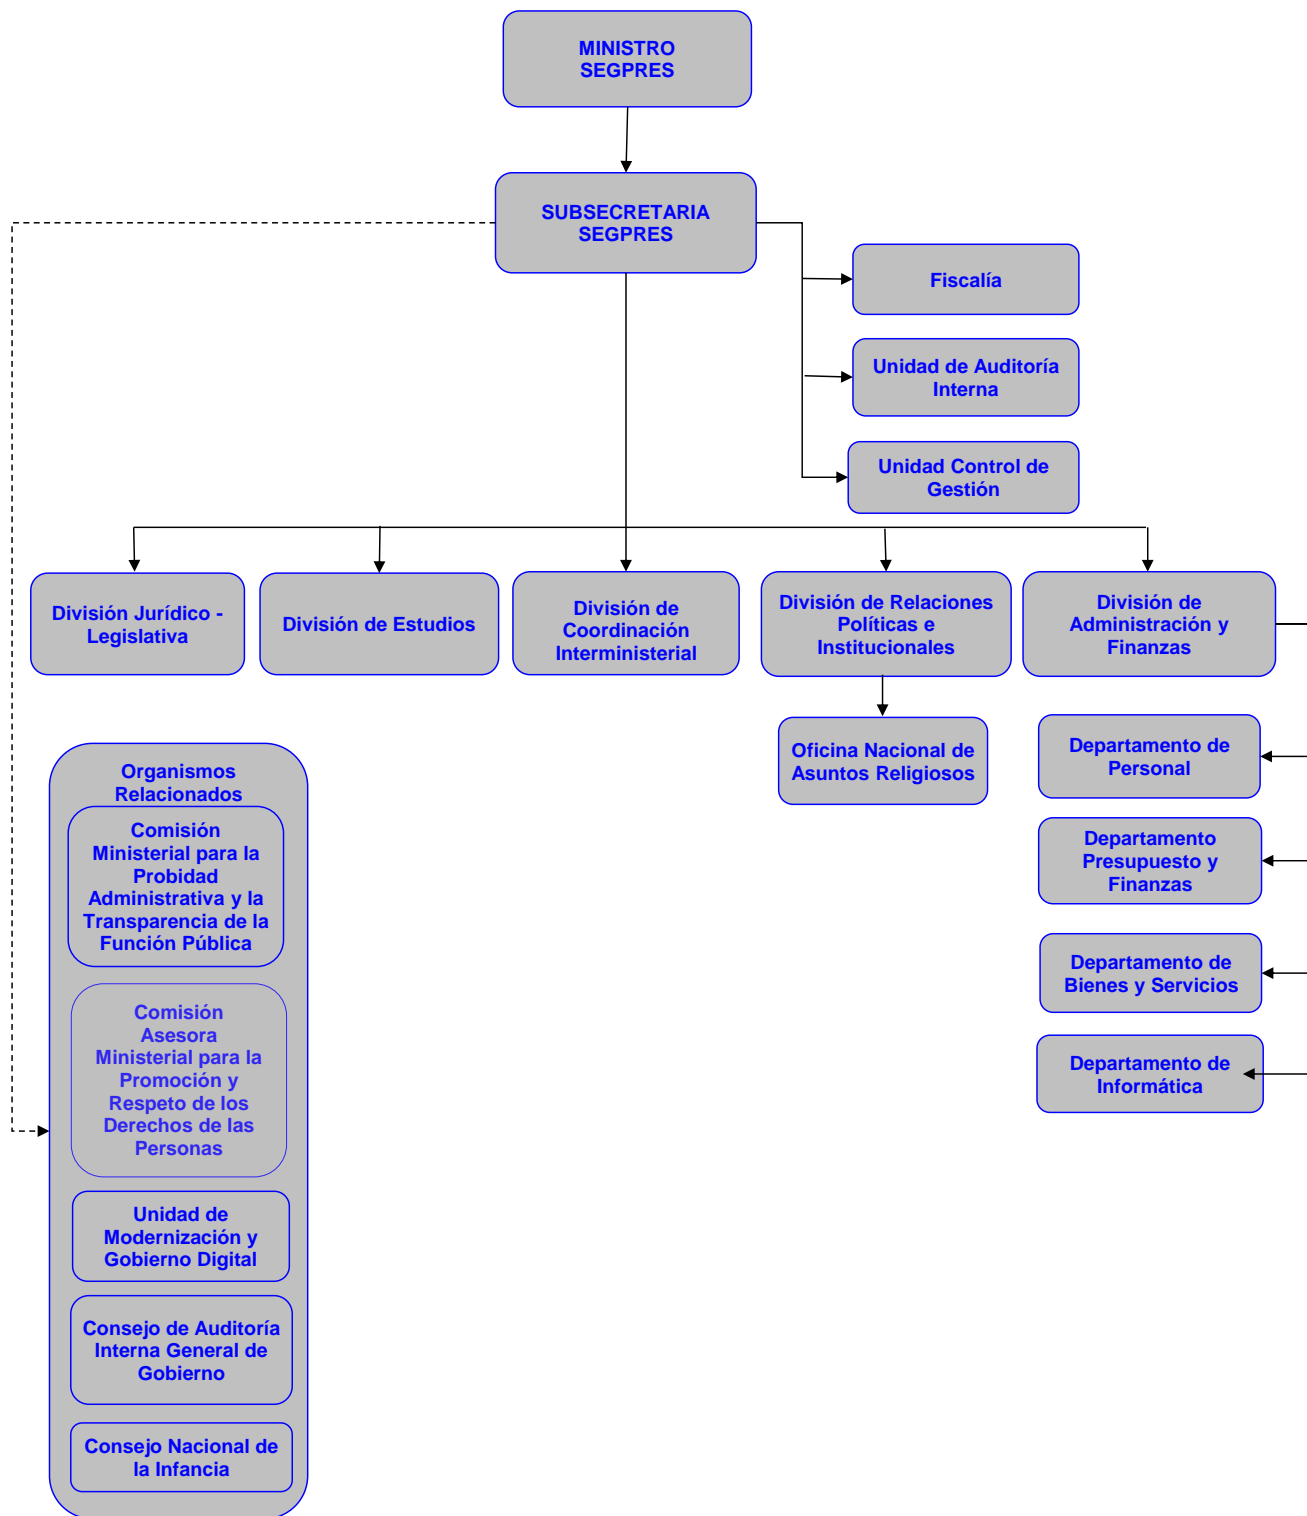 MINISTRO
SEGPRES
SUBSECRETARIA
SEGPRES
Fiscalía
Unidad de Auditoría
Interna
Unidad Control de
Gestión
División Jurídico -
Legislativa
División de Estudios
División de
Coordinación
Interministerial
División de Relaciones
Políticas e
Institucionales
División de
Administración y
Finanzas
Oficina Nacional de
Asuntos Religiosos
Departamento de
Personal
Departamento
Presupuesto y
Finanzas
Departamento de
Bienes y Servicios
Departamento de
Informática
Organismos
Relacionados
Comisión
Ministerial para la
Probidad
Administrativa y la
Transparencia de la
Función Pública
Comisión
Asesora
Ministerial para la
Promoción y
Respeto de los
Derechos de las
Personas
Unidad de
Modernización y
Gobierno Digital
Consejo de Auditoría
Interna General de
Gobierno
Consejo Nacional de
la Infancia